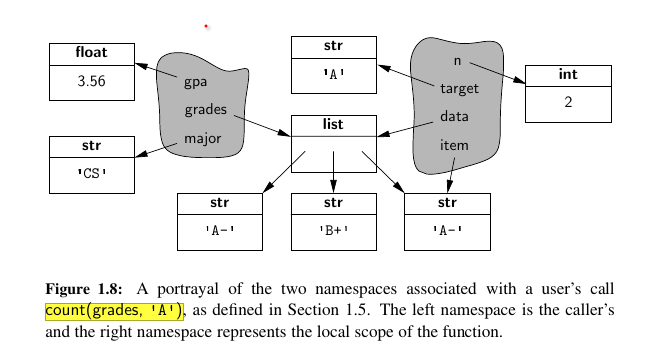 float
3.56
str
'CS'
gpa
grades
major
str
'A'
list
n
target
data
item
int
2
str
'A-'
str
'B+'
str
'A-'
Figure 1.8: A portrayal of the two namespaces associated with a user's call
count(grades, 'A'), as defined in Section 1.5. The left namespace is the caller's
and the right namespace represents the local scope of the function.